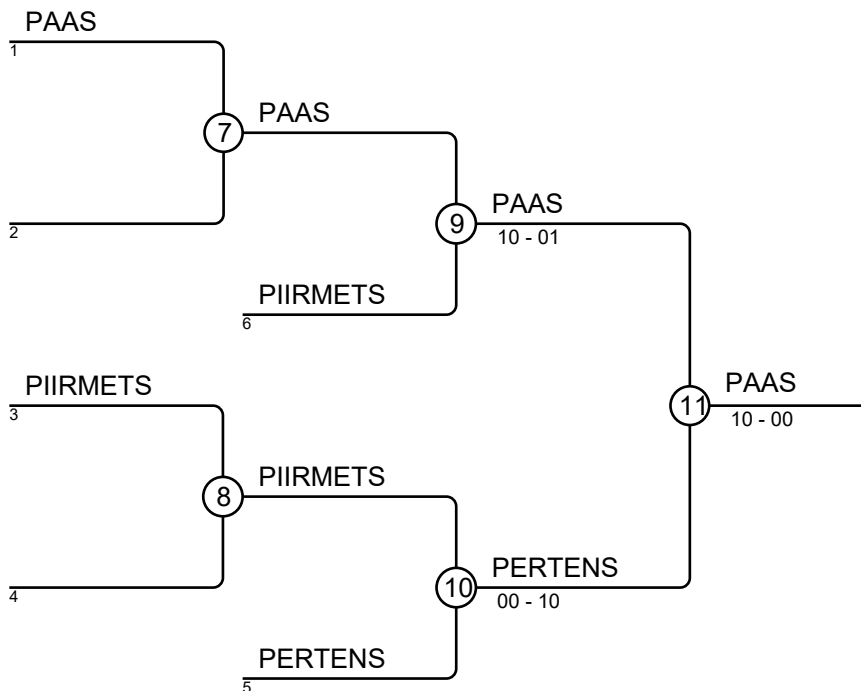 PAAS
1
PAAS
7
2
PAAS
9
10 - 01
PIIRMETS
6
PIIRMETS
3
PAAS
11
10 - 00
PIIRMETS
8
4
PERTENS
10
00 - 10
PERTENS
5